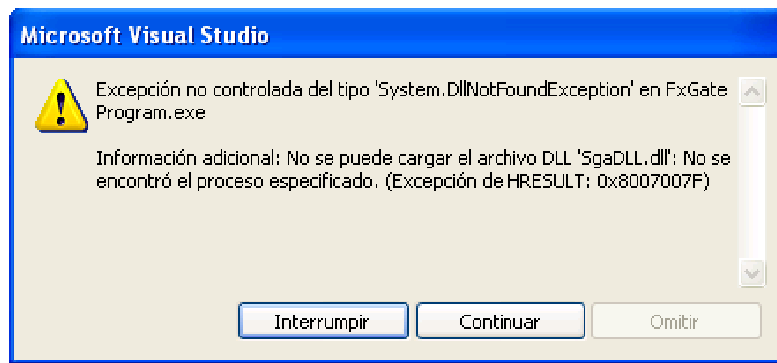 Microsoft Visual Studio
Excepción no controlada del tipo 'System.DllNotFoundException' en FxGate
Program.exe
Información adicional: No se puede cargar el archivo DLL 'SgaDLL.dll': No se
encontró el proceso especificado. (Excepción de HRESULT: 0x8007007F)
Interrumpir
Continuar
Omitir